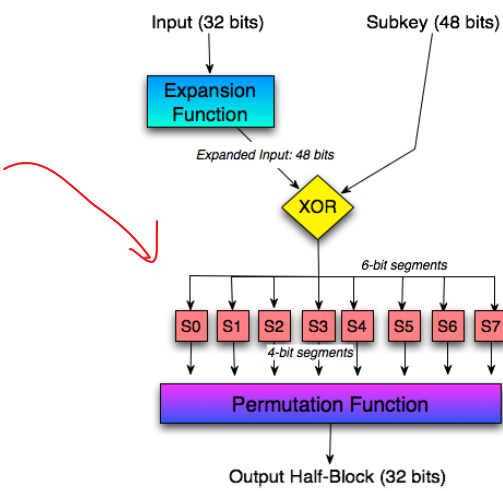 Input (32 bits) Subkey (48 bits)
Expansion
Function
Expanded Input: 48 bits
XOR
6-bit segments
S0 S1 S2 S3 S4 S5 S6 S7
4-bit segments
Permutation Function
Output Half-Block (32 bits)